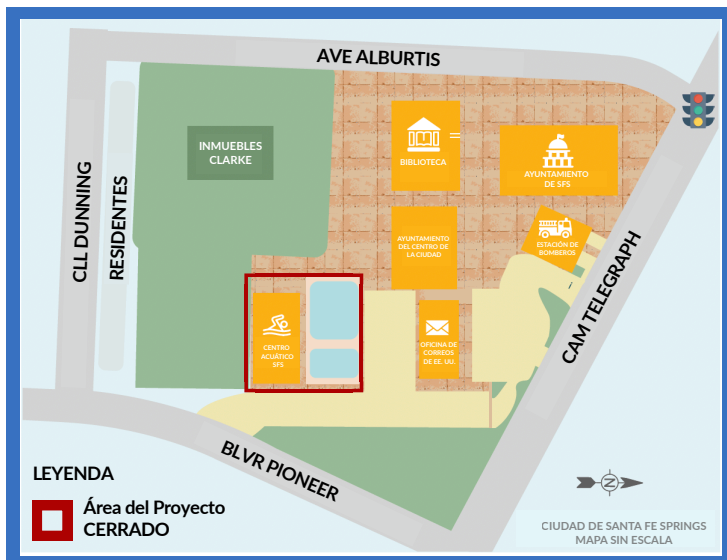 AVE ALBURTIS
INMUEBLES
CLARKE
BIBLIOTECA
AYUNTAMIENTO
DE SFS
CLL DUNNING
RESIDENTES
AYUNTAMIENTO
DEL CENTRO DE
LA CIUDAD
ESTACIÓN DE
BOMBEROS
CAM TELEGRAPH
CENTRO
ACUÁTICO
SFS
OFICINA DE
CORREOS
DE EE. UU.
BLVR PIONEER
LEYENDA
Área del Proyecto
CERRADO
N
CIUDAD DE SANTA FE SPRINGS
MAPA SIN ESCALA